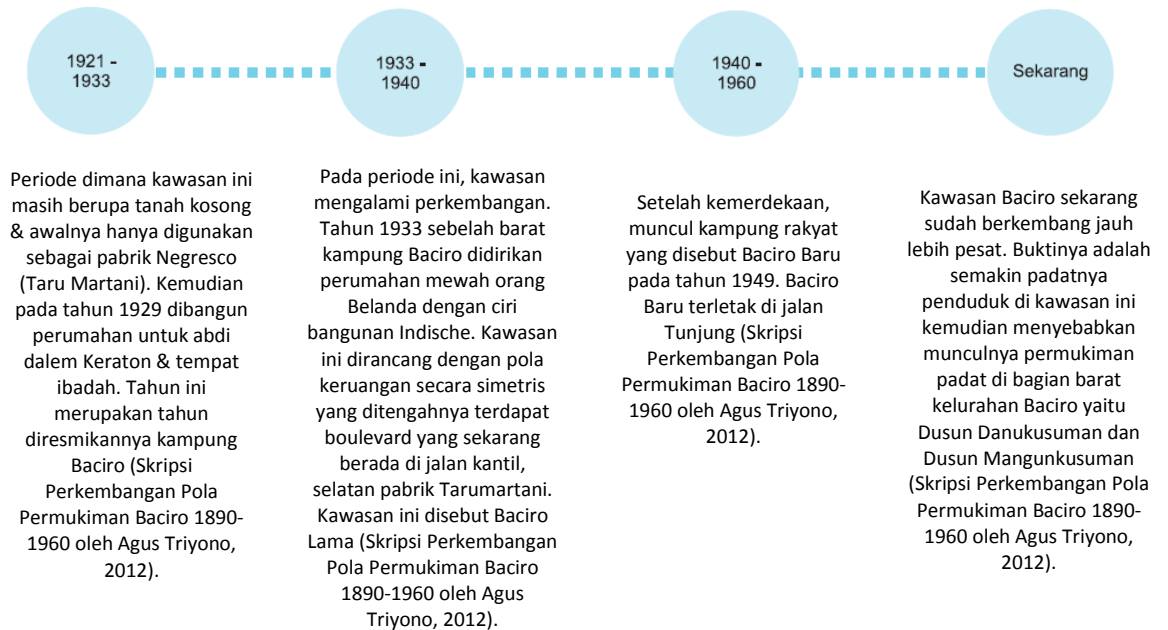 1921 -
1933
1933 -
1940
1940 -
1960
Sekarang
Periode dimana kawasan ini
masih berupa tanah kosong
& awalnya hanya digunakan
sebagai pabrik Negresco
(Taru Martani). Kemudian
pada tahun 1929 dibangun
perumahan untuk abdi
dalem Keraton & tempat
ibadah. Tahun ini
merupakan tahun
diresmikannya kampung
Baciro (Skripsi
Perkembangan Pola
Permukiman Baciro 1890-
1960 oleh Agus Triyono,
2012).
Pada periode ini, kawasan
mengalami perkembangan.
Tahun 1933 sebelah barat
kampung Baciro didirikan
perumahan mewah orang
Belanda dengan ciri
bangunan Indische. Kawasan
ini dirancang dengan pola
keruangan secara simetris
yang ditengahnya terdapat
boulevard yang sekarang
berada di jalan kantil,
selatan pabrik Tarumartani.
Kawasan ini disebut Baciro
Lama (Skripsi Perkembangan
Pola Permukiman Baciro
1890-1960 oleh Agus
Triyono, 2012).
Setelah kemerdekaan,
muncul kampung rakyat
yang disebut Baciro Baru
pada tahun 1949. Baciro
Baru terletak di jalan
Tunjung (Skripsi
Perkembangan Pola
Permukiman Baciro 1890-
1960 oleh Agus Triyono,
2012).
Kawasan Baciro sekarang
sudah berkembang jauh
lebih pesat. Buktinya adalah
semakin padatnya
penduduk di kawasan ini
kemudian menyebabkan
munculnya permukiman
padat di bagian barat
kelurahan Baciro yaitu
Dusun Danukusuman dan
Dusun Mangunkusuman
(Skripsi Perkembangan Pola
Permukiman Baciro 1890-
1960 oleh Agus Triyono,
2012).